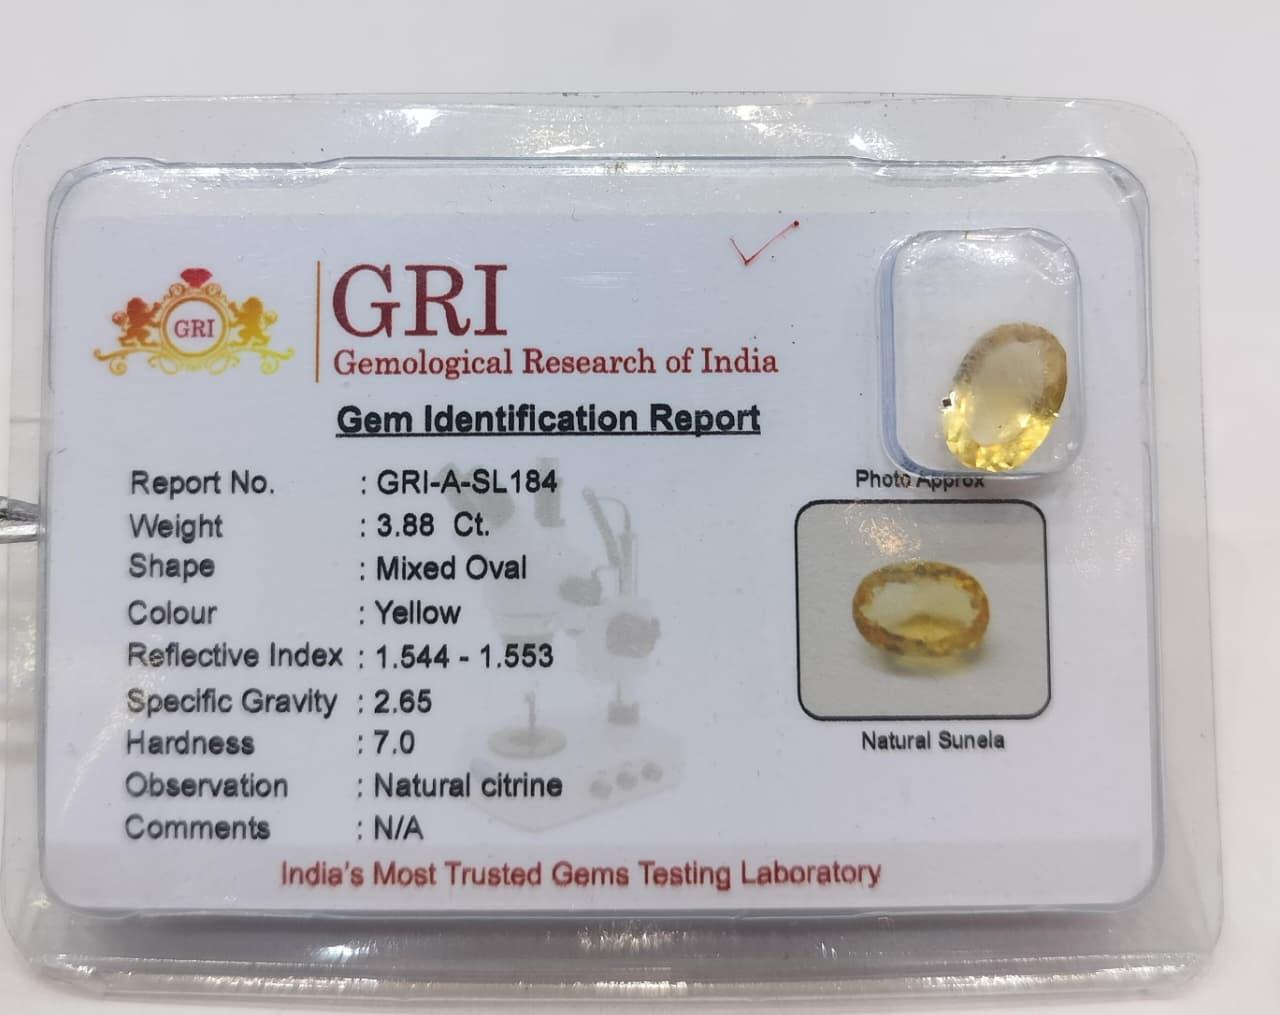 GRI
GRI
Gemological Research of India
Gem Identification Report
Report No. : GRI-A-SL184
Weight : 3.88 Ct.
Shape : Mixed Oval
Colour : Yellow
Reflective Index : 1.544 - 1.553
Specific Gravity : 2.65
Hardness : 7.0
Observation : Natural citrine
Comments : N/A
Photo Approx
Natural Sunela
India's Most Trusted Gems Testing Laboratory